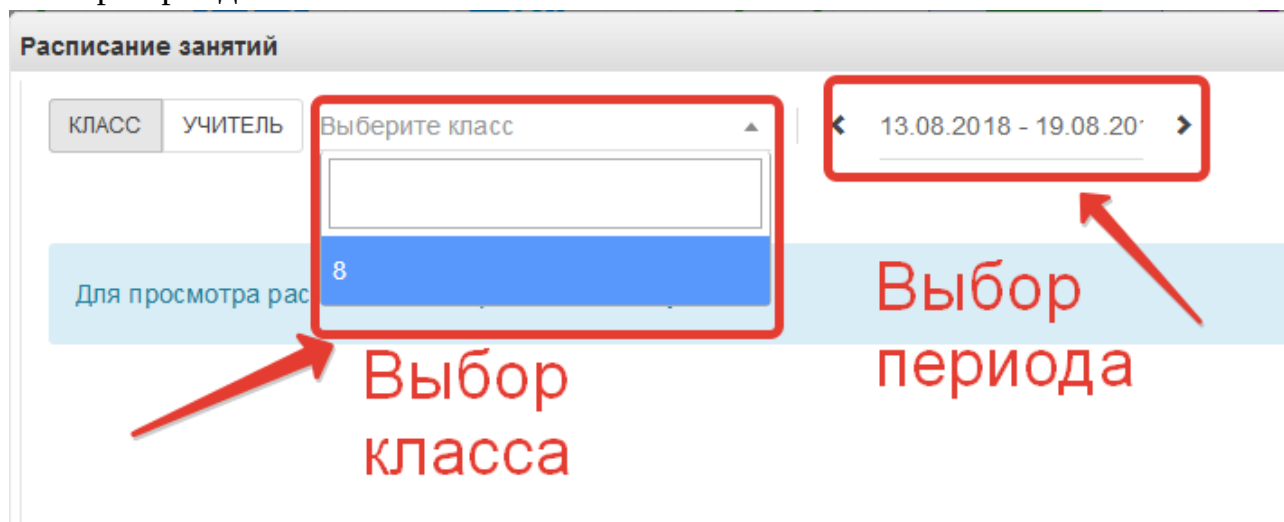 Расписание занятий
КЛАСС УЧИТЕЛЬ Выберите класс 13.08.2018 - 19.08.20
8
Для просмотра рас
Выбор
периода
Выбор
класса